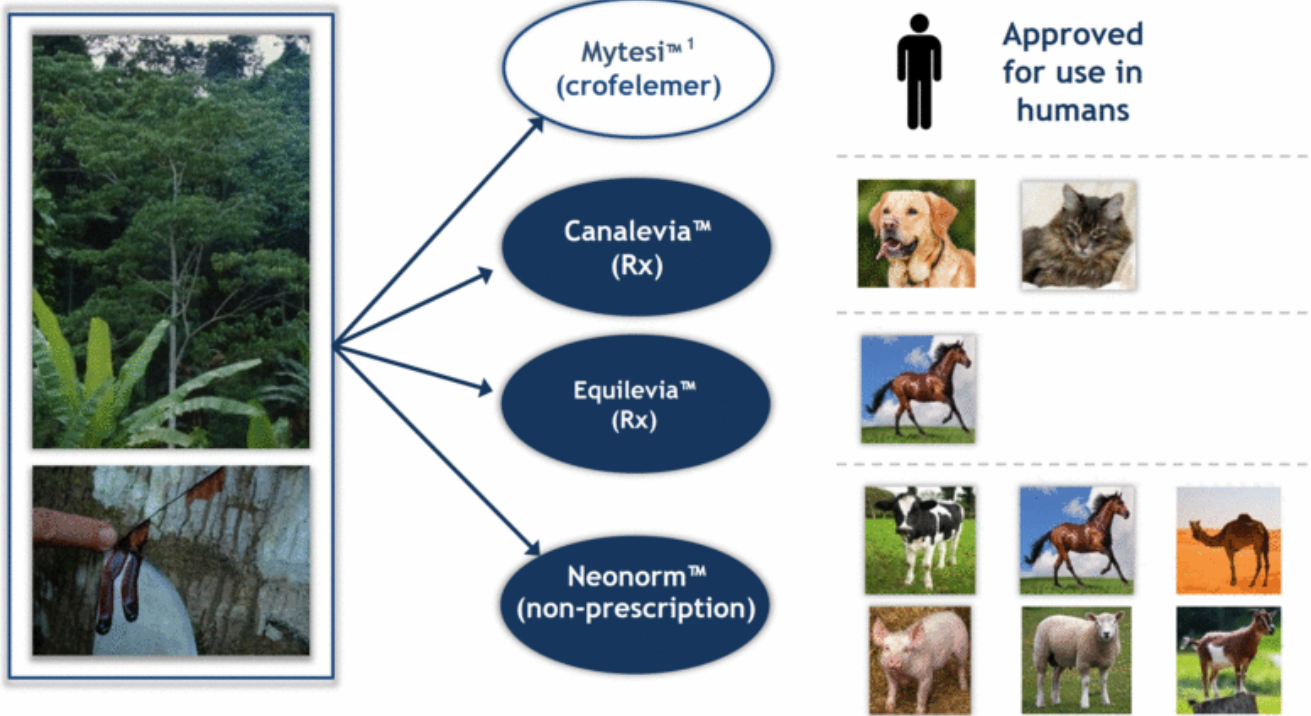 Mytesi™ 1
(crofelemer)
Approved
for use in
humans
Canalevia™
(Rx)
Equilevia™
(Rx)
Neonorm™
(non-prescription)